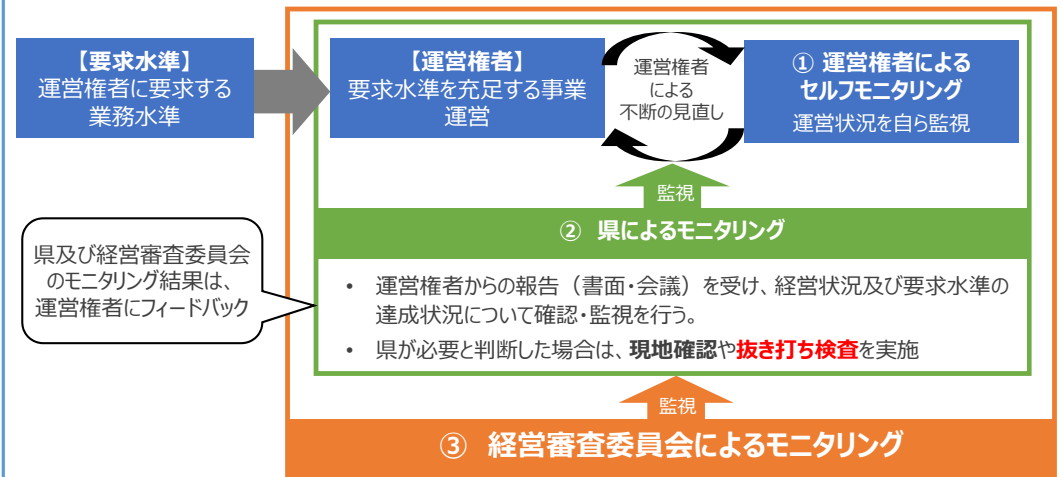 【要求水準】
運営権者に要求する
業務水準
【運営権者】
要求水準を充足する事業
運営
運営権者
による
不断の見直し
① 運営権者による
セルフモニタリング
運営状況を自ら監視
監視
② 県によるモニタリング
県及び経営審査委員会
のモニタリング結果は、
運営権者にフィードバック
• 運営権者からの報告（書面・会議）を受け、経営状況及び要求水準の
達成状況について確認・監視を行う。
• 県が必要と判断した場合は、現地確認や抜き打ち検査を実施
監視
③ 経営審査委員会によるモニタリング